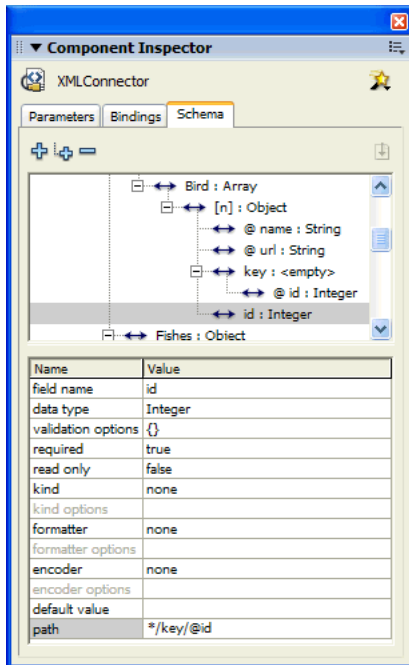 Component Inspector
XMLConnector
Parameters Bindings Schema
Bird : Array
[n] : Object
@ name : String
@ url : String
key : <empty>
@ id : Integer
id : Integer
Fishes : Object
Name Value
field name id
data type Integer
validation options {}
required true
read only false
kind none
kind options
formatter none
formatter options
encoder none
encoder options
default value
path */key/@id